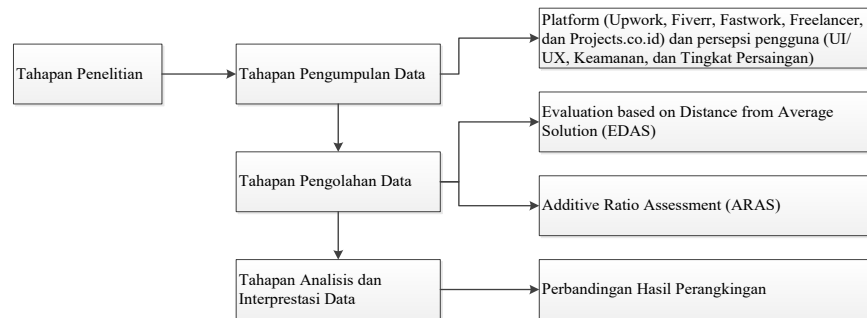 Tahapan Penelitian
Tahapan Pengumpulan Data
Platform (Upwork, Fiverr, Fastwork, Freelancer,
dan Projects.co.id) dan persepsi pengguna (UI/
UX, Keamanan, dan Tingkat Persaingan)
Tahapan Pengolahan Data
Evaluation based on Distance from Average
Solution (EDAS)
Additive Ratio Assessment (ARAS)
Tahapan Analisis dan
Interprestasi Data
Perbandingan Hasil Perangkingan